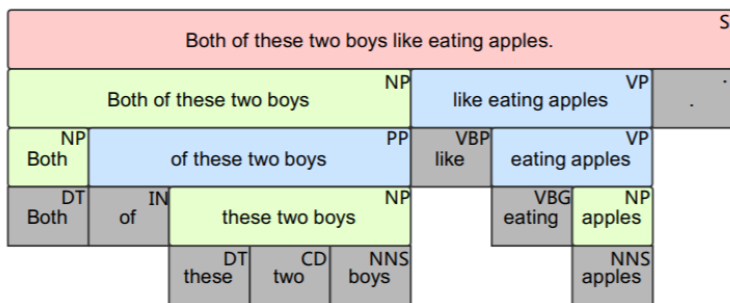 S
Both of these two boys like eating apples.
NP VP .
Both of these two boys like eating apples .
NP PP VBP VP
Both of these two boys like eating apples
DT IN NP VBG NP
Both of these two boys eating apples
DT CD NNS NNS
these two boys apples